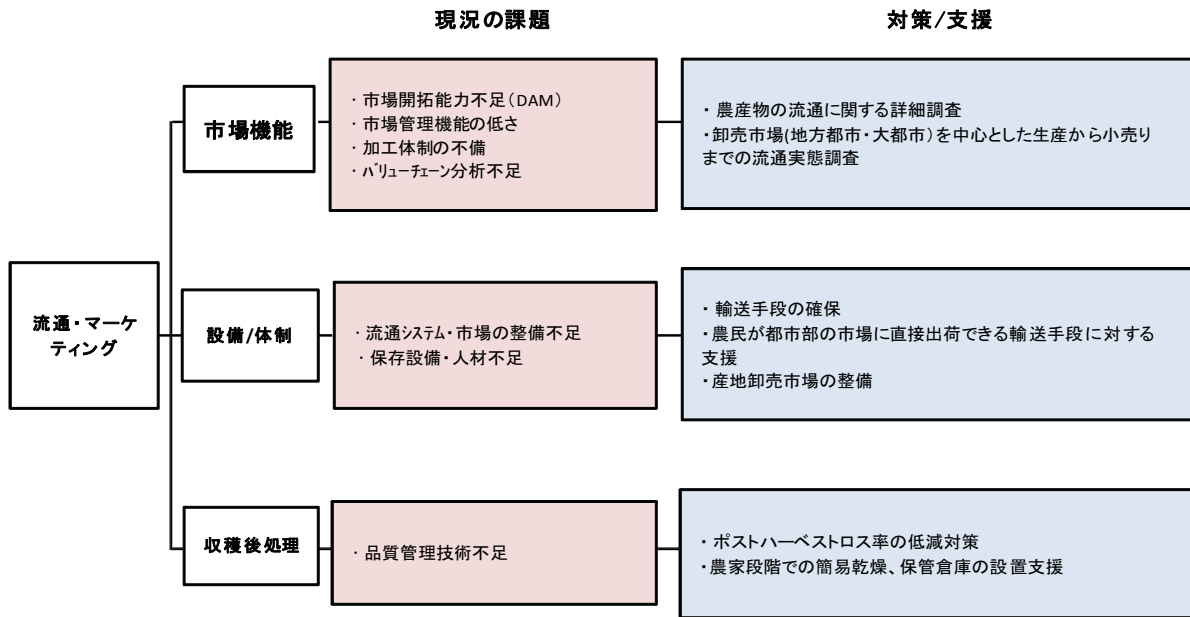 現況の課題
対策/支援
流通・マーケ
ティング
市場機能
・市場開拓能力不足(DAM)
・市場管理機能の低さ
・加工体制の不備
・バリューチェーン分析不足
・農産物の流通に関する詳細調査
・卸売市場(地方都市・大都市)を中心とした生産から小売り
までの流通実態調査
設備/体制
・流通システム・市場の整備不足
・保存設備・人材不足
・輸送手段の確保
・農民が都市部の市場に直接出荷できる輸送手段に対する
支援
・産地卸売市場の整備
収穫後処理
・品質管理技術不足
・ポストハーベストロス率の低減対策
・農家段階での簡易乾燥、保管倉庫の設置支援